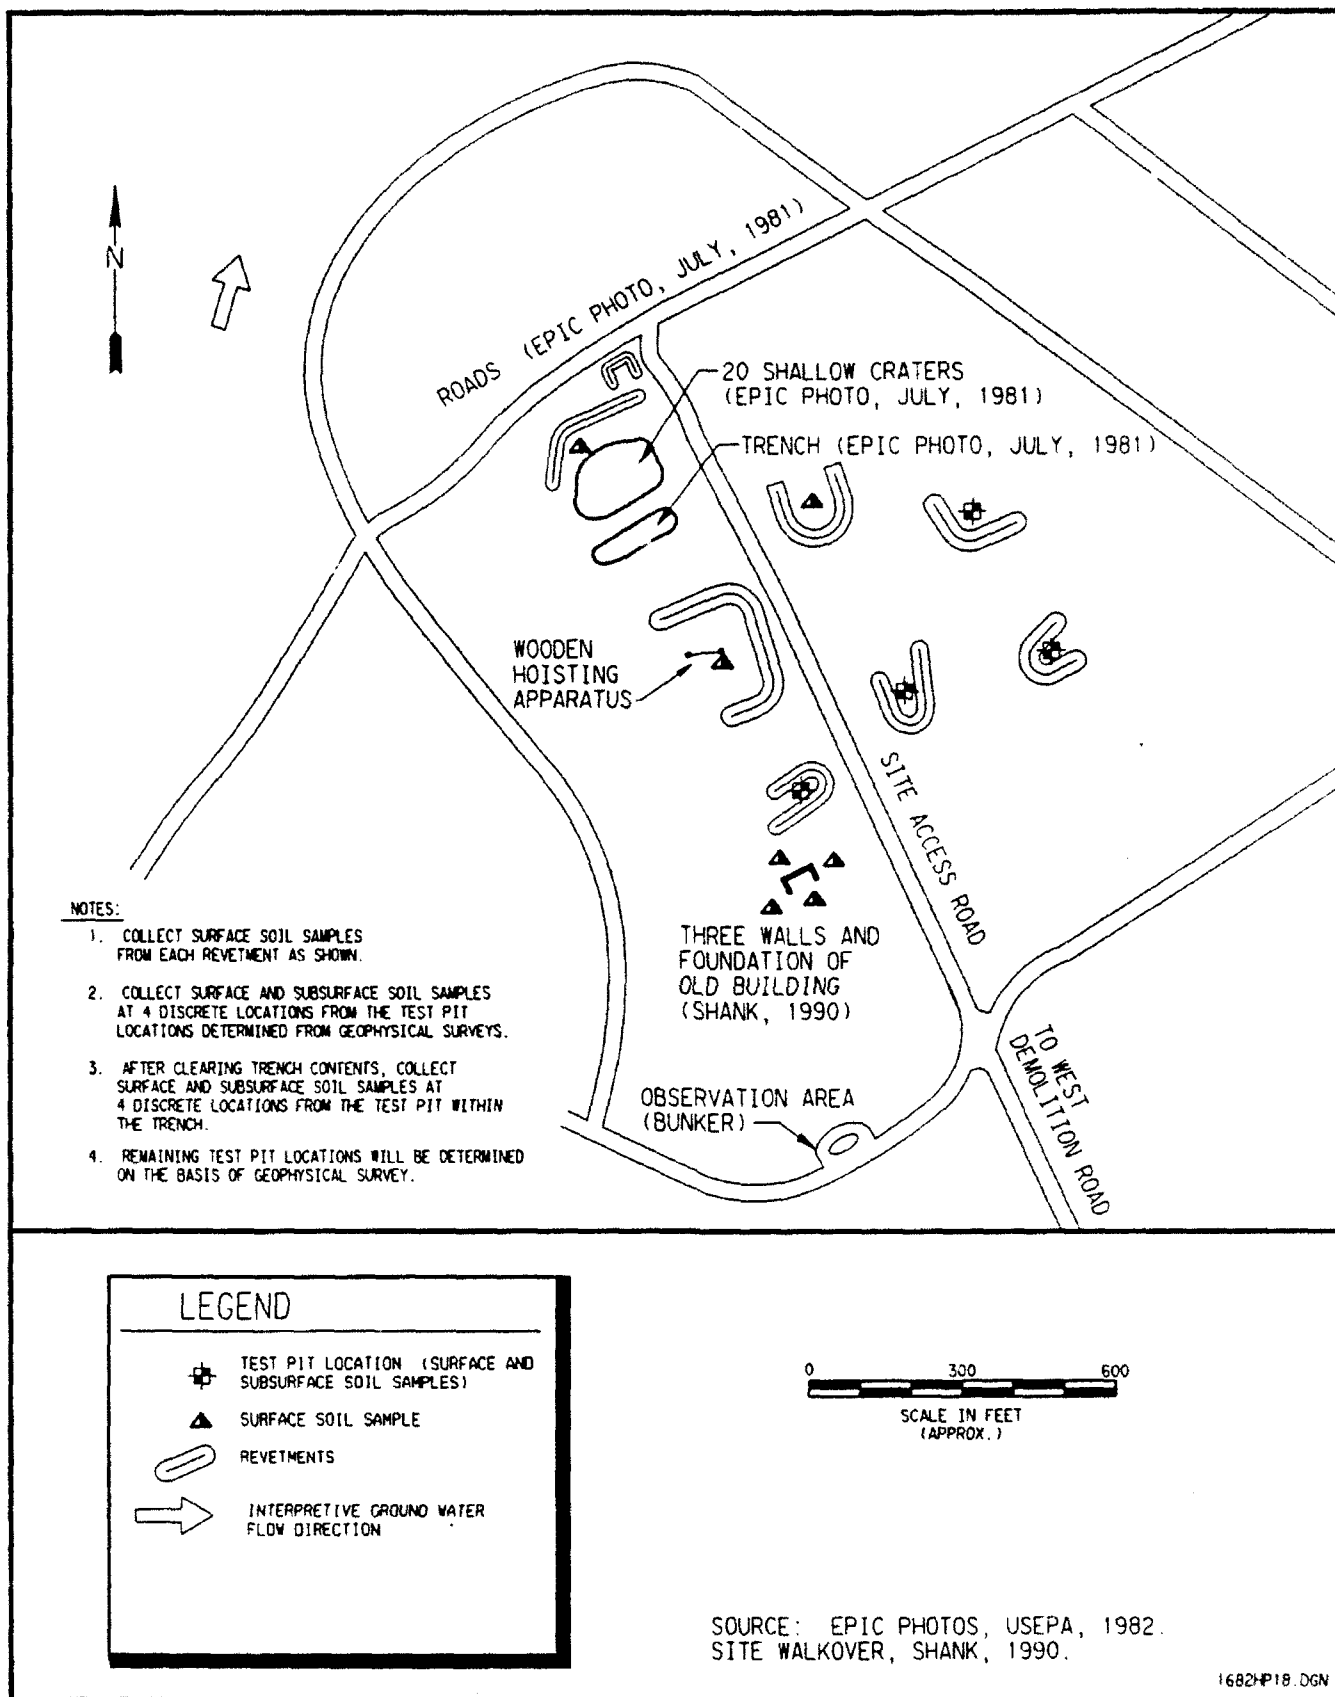 N
ROADS (EPIC PHOTO, JULY, 1981)
20 SHALLOW CRATERS
(EPIC PHOTO, JULY, 1981)
TRENCH (EPIC PHOTO, JULY, 1981)
WOODEN
HOISTING
APPARATUS
SITE ACCESS ROAD
THREE WALLS AND
FOUNDATION OF
OLD BUILDING
(SHANK, 1990)
OBSERVATION AREA
(BUNKER)
TO WEST
DEMOLITION ROAD
NOTES:
1. COLLECT SURFACE SOIL SAMPLES
FROM EACH REVETMENT AS SHOWN.
2. COLLECT SURFACE AND SUBSURFACE SOIL SAMPLES
AT 4 DISCRETE LOCATIONS FROM THE TEST PIT
LOCATIONS DETERMINED FROM GEOPHYSICAL SURVEYS.
3. AFTER CLEARING TRENCH CONTENTS, COLLECT
SURFACE AND SUBSURFACE SOIL SAMPLES AT
4 DISCRETE LOCATIONS FROM THE TEST PIT WITHIN
THE TRENCH.
4. REMAINING TEST PIT LOCATIONS WILL BE DETERMINED
ON THE BASIS OF GEOPHYSICAL SURVEY.
LEGEND
TEST PIT LOCATION (SURFACE AND
SUBSURFACE SOIL SAMPLES)
SURFACE SOIL SAMPLE
REVETMENTS
INTERPRETIVE GROUND WATER
FLOW DIRECTION
0 300 600
SCALE IN FEET
(APPROX.)
SOURCE: EPIC PHOTOS, USEPA, 1982.
SITE WALKOVER, SHANK, 1990.
1682HP18.DGN